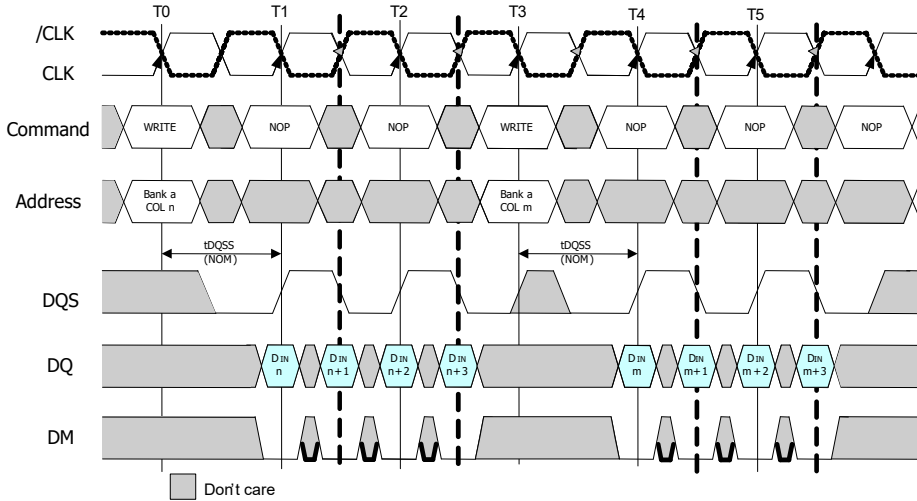 T0 T1 T2 T3 T4 T5
/CLK
CLK
Command WRITE NOP NOP WRITE NOP NOP NOP
Address Bank a COL n Bank a COL m
tDQSS (NOM) tDQSS (NOM)
DQS
DQ DIN n DIN n+1 DIN n+2 DIN n+3 DIN m DIN m+1 DIN m+2 DIN m+3
DM
Don't care